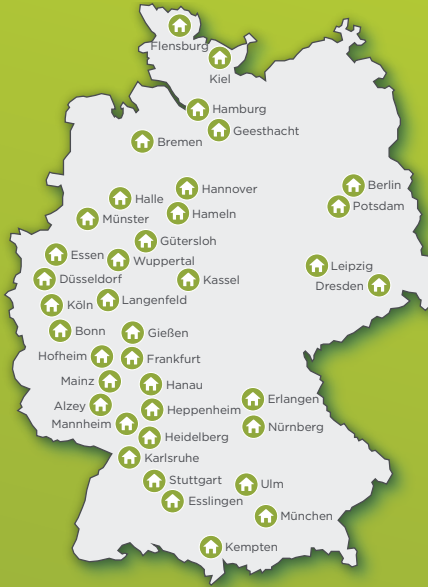 Flensburg
Kiel
Hamburg
Geesthacht
Bremen
Berlin
Hannover
Halle
Potsdam
Hameln
Münster
Gütersloh
Essen
Wuppertal
Leipzig
Düsseldorf
Kassel
Dresden
Langenfeld
Köln
Bonn
Gießen
Hofheim
Frankfurt
Mainz
Hanau
Erlangen
Alzey
Heppenheim
Mannheim
Nürnberg
Heidelberg
Karlsruhe
Stuttgart
Ulm
Esslingen
München
Kempten